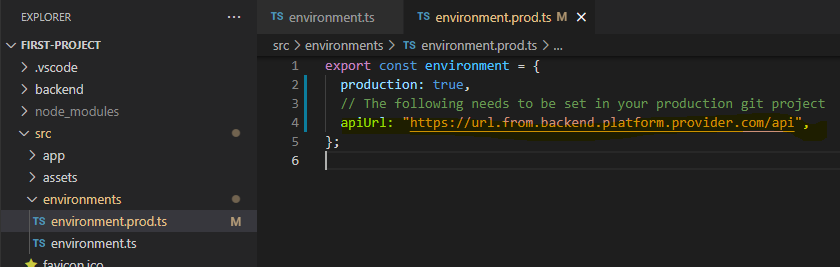 EXPLORER
FIRST-PROJECT
.vscode
backend
node_modules
src
app
assets
environments
TS environment.prod.ts M
TS environment.ts
favicon.ico
TS environment.ts
TS environment.prod.ts M
src > environments > TS environment.prod.ts > ...
1 export const environment = {
2 production: true,
3 // The following needs to be set in your production git project
4 apiUrl: "https://url.from.backend.platform.provider.com/api",
5 };
6